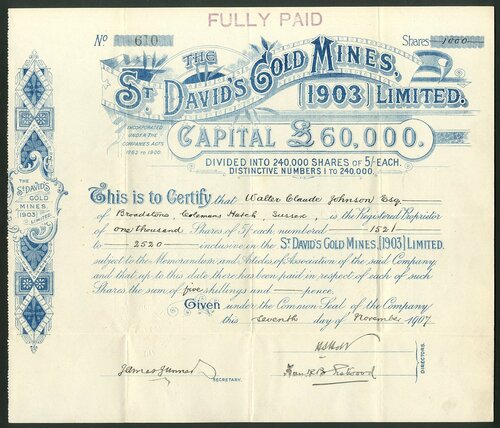 FULLY PAID
No 610 Shares 1000
THE
ST DAVID'S GOLD MINES,
(1903) LIMITED.
INCORPORATED
UNDER THE
COMPANIES ACTS
1862 TO 1900.
CAPITAL £60,000.
DIVIDED INTO 240,000 SHARES OF 5/- EACH.
DISTINCTIVE NUMBERS 1 TO 240,000.
THE
ST DAVID'S
GOLD
MINES
(1903)
LIMITED
This is to Certify that Walter Claude Johnson Esq.
of Broadstone, Colemans Hatch, Sussex, is the Registered Proprietor
of one thousand Shares of 5/- each numbered 1521
to 2520 inclusive in the ST DAVID'S GOLD MINES, (1903) LIMITED.
subject to the Memorandum and Articles of Association of the said Company
and that up to this date there has been paid in respect of each of such
Shares the sum of five shillings and pence.
Given under the Common Seal of the Company
this seventh day of November 1907.
James
SECRETARY.
DIRECTORS.